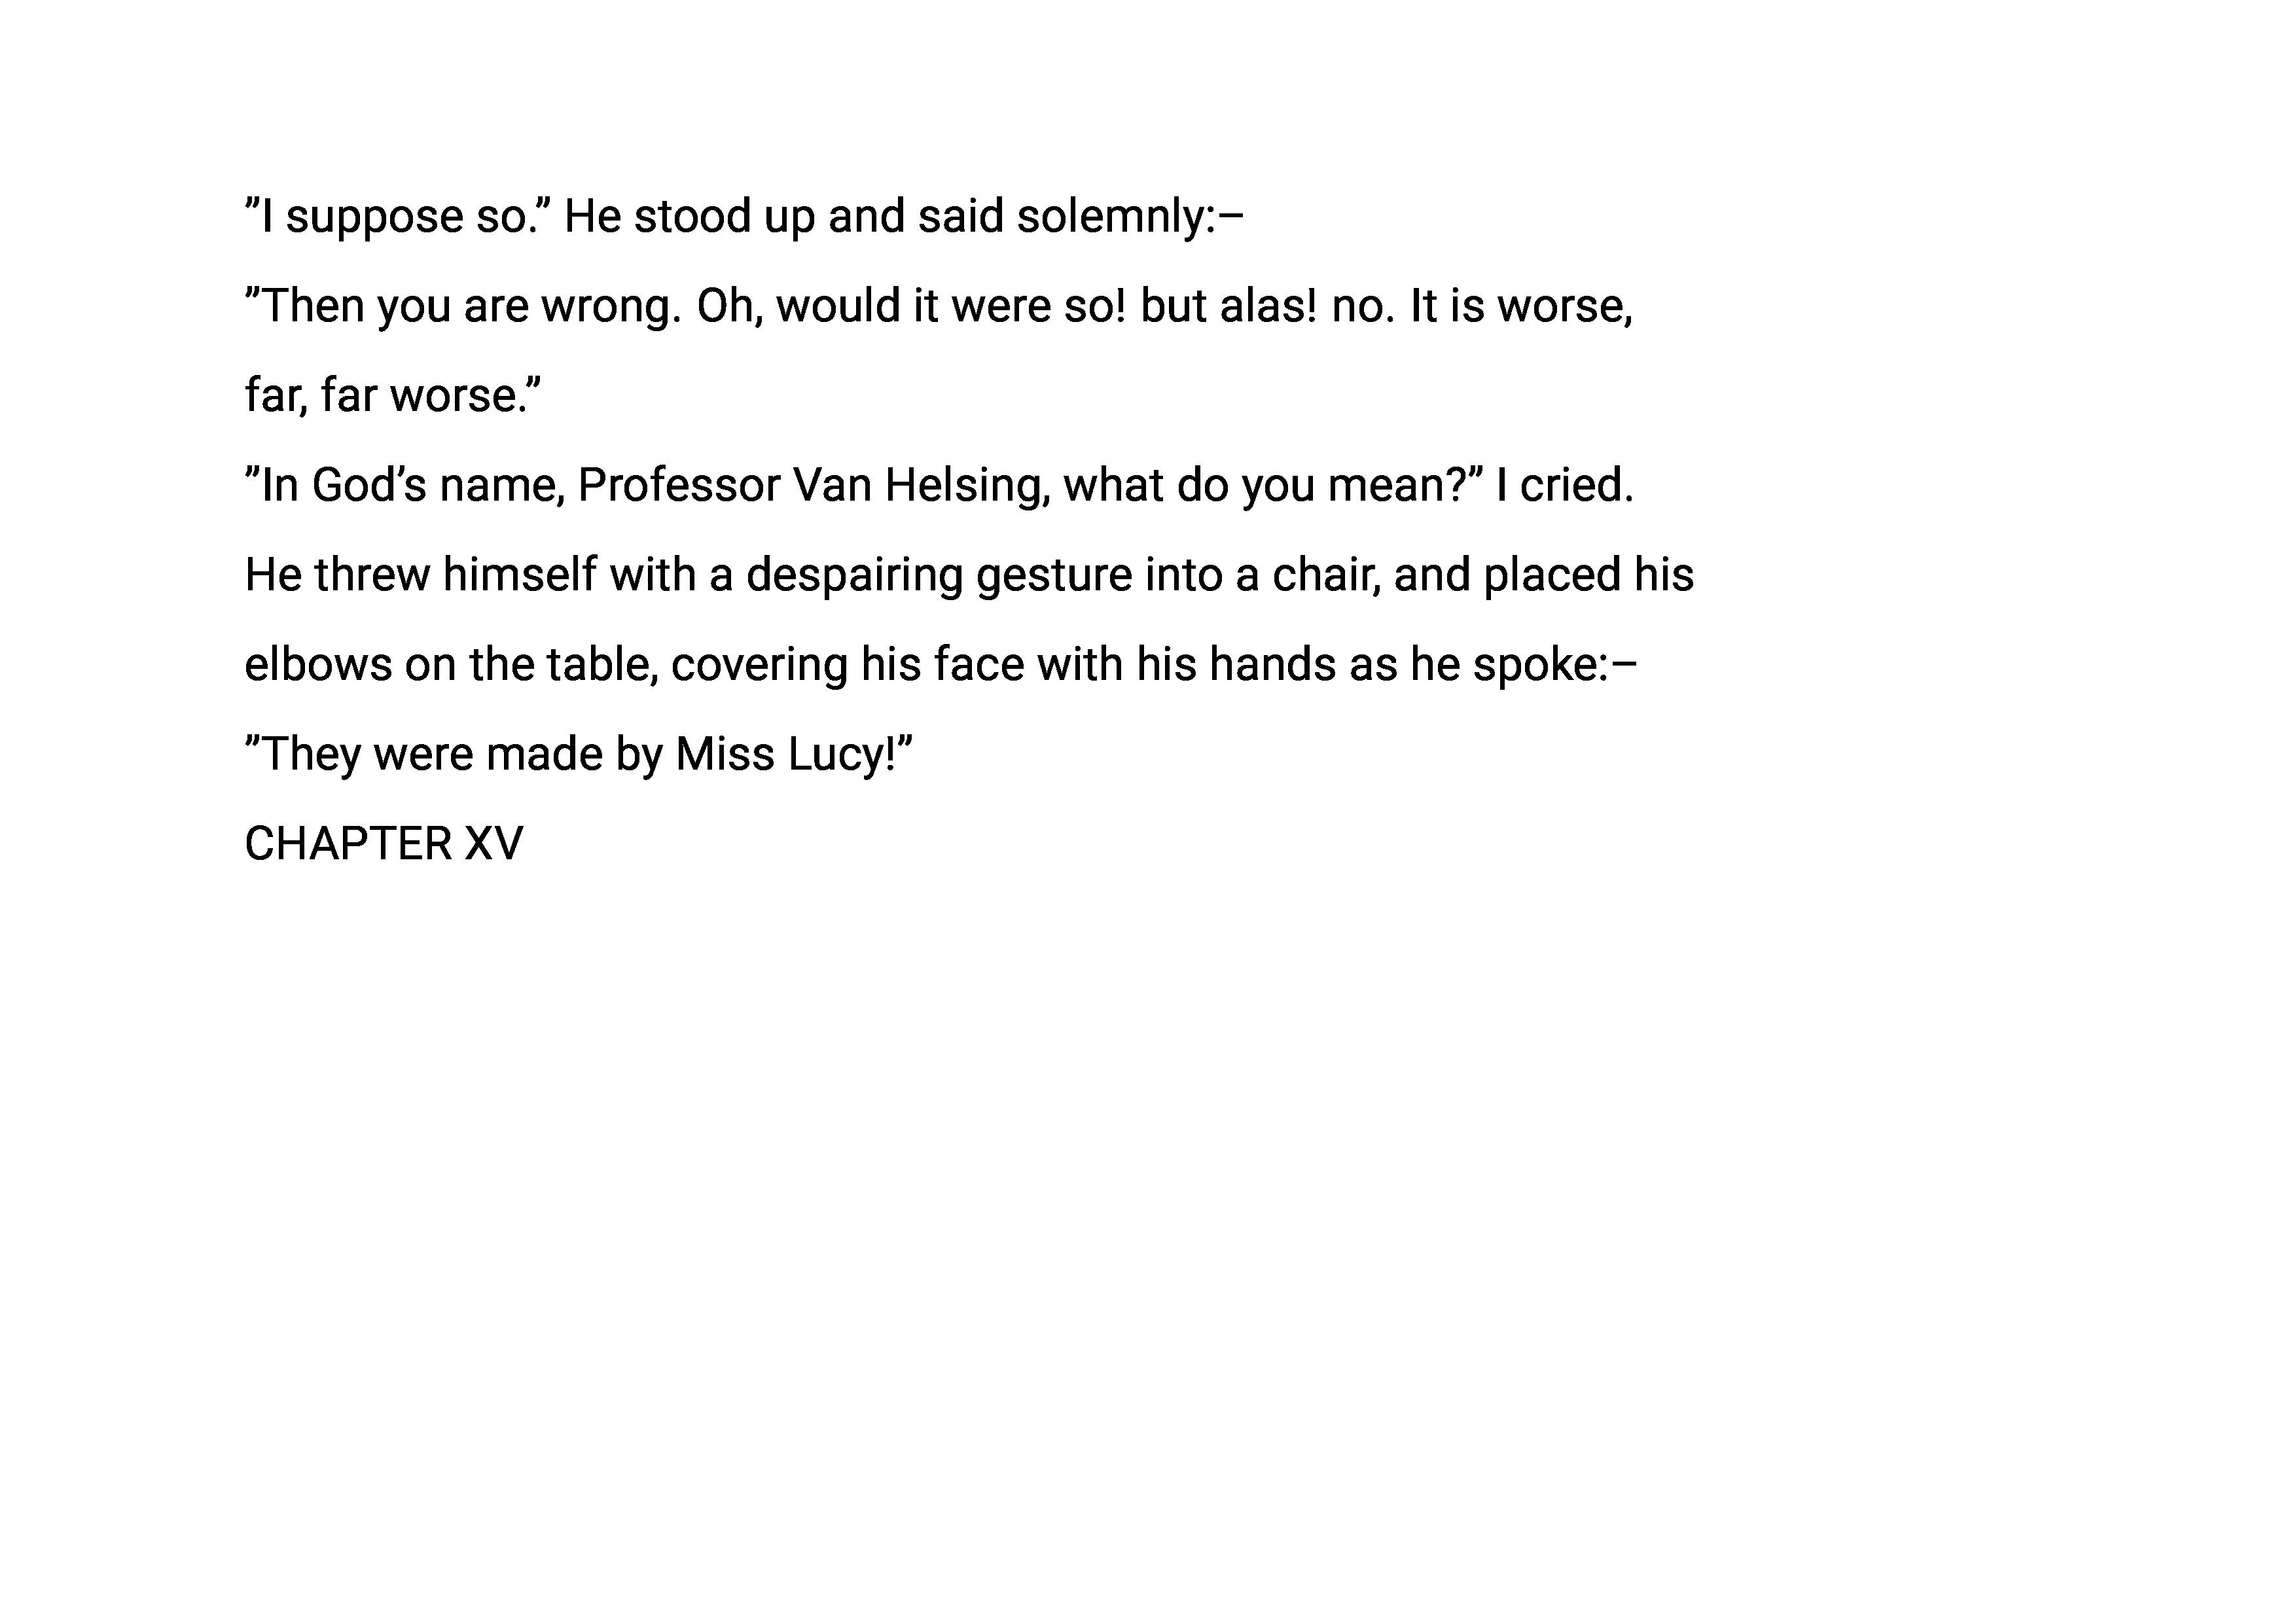 ”I suppose so.” He stood up and said solemnly:–
”Then you are wrong. Oh, would it were so! but alas! no. It is worse,
far, far worse.”
”In God’s name, Professor Van Helsing, what do you mean?” I cried.
He threw himself with a despairing gesture into a chair, and placed his
elbows on the table, covering his face with his hands as he spoke:–
”They were made by Miss Lucy!”
CHAPTER XV